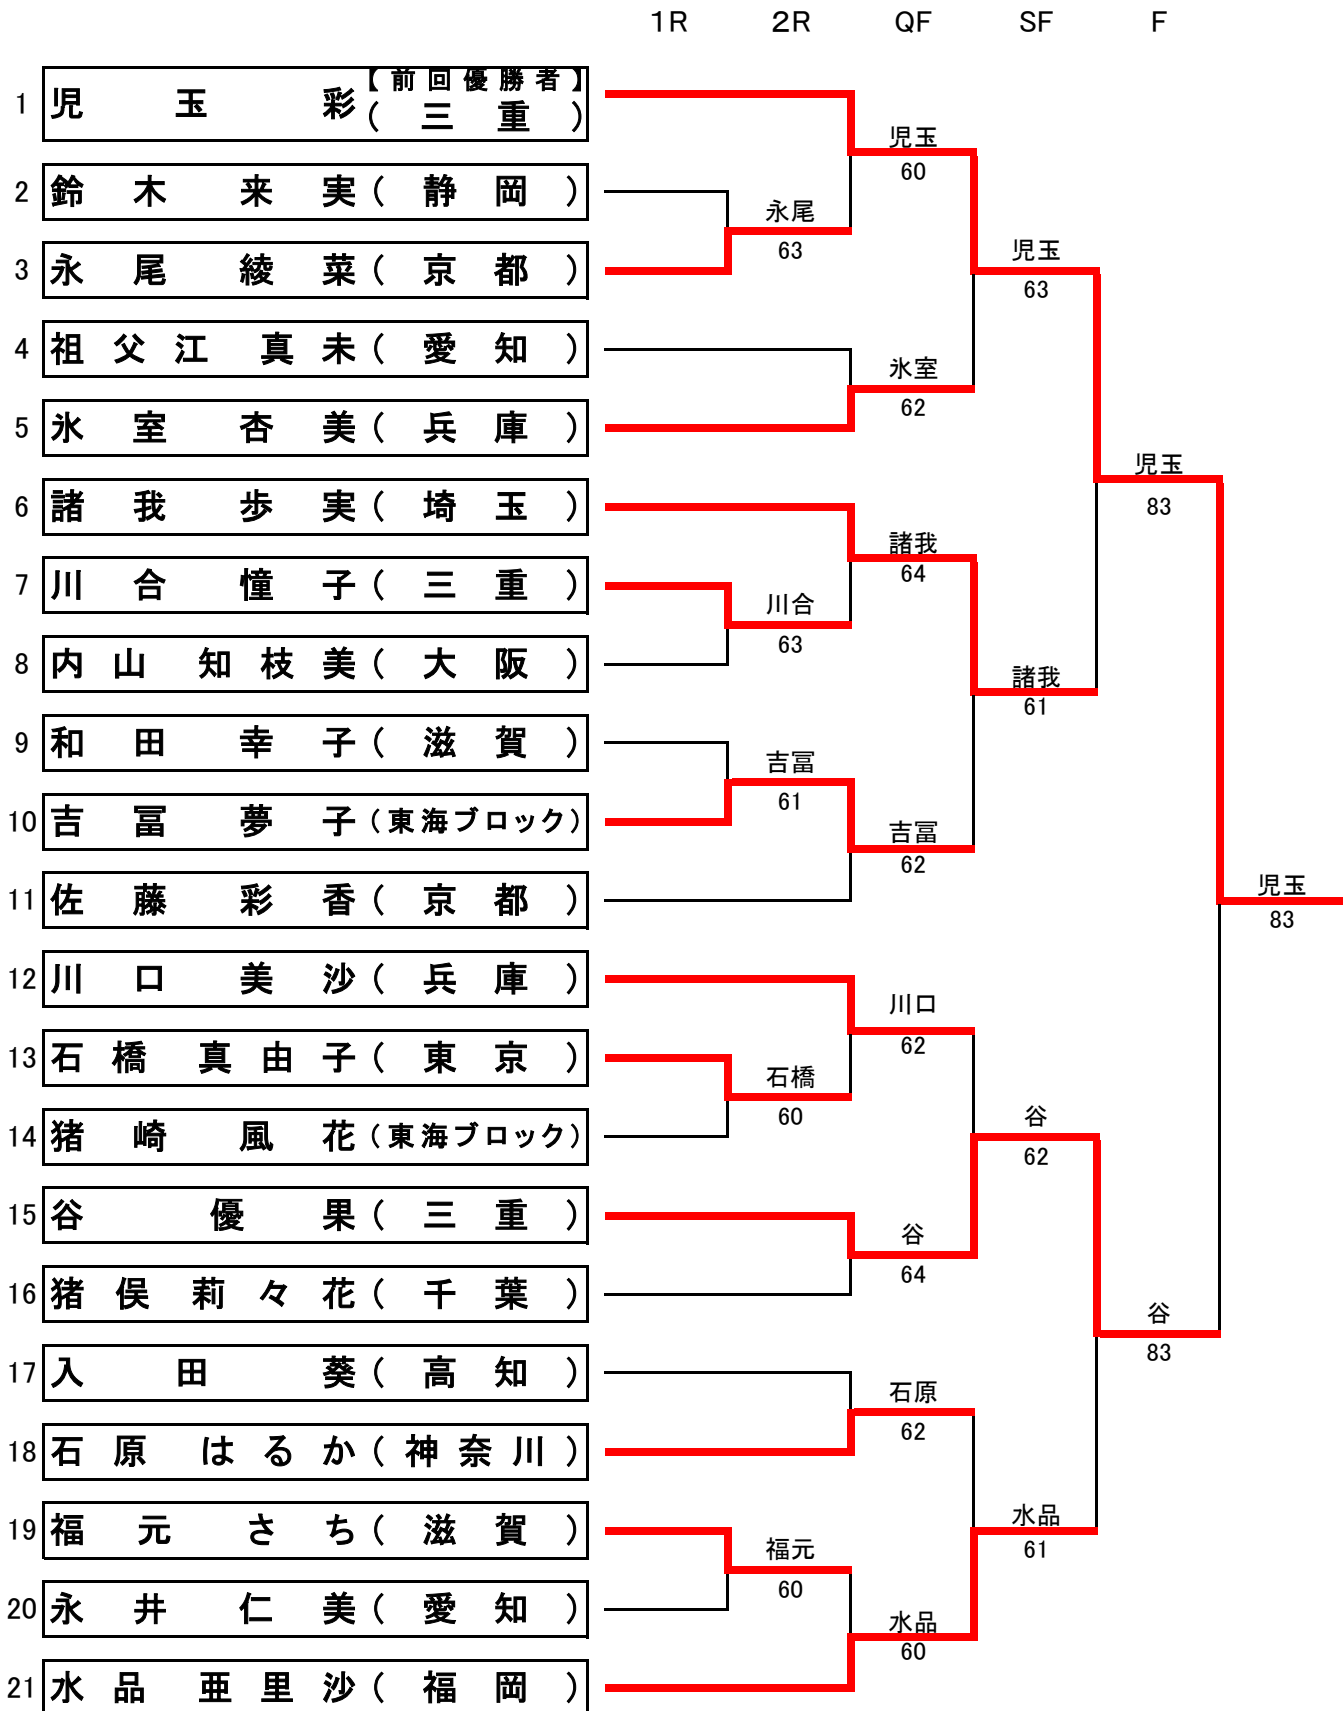 1R 2R QF SF F
1 児玉彩 【前回優勝者】 (三重)
児玉
60
2 鈴木来実(静岡)
永尾
63
3 永尾綾菜(京都)
児玉
63
4 祖父江真未(愛知)
氷室
62
5 氷室杏美(兵庫)
児玉
83
6 諸我歩実(埼玉)
諸我
64
7 川合憧子(三重)
川合
63
8 内山知枝美(大阪)
諸我
61
9 和田幸子(滋賀)
吉冨
61
10 吉冨夢子(東海ブロック)
吉冨
62
11 佐藤彩香(京都)
児玉
83
12 川口美沙(兵庫)
川口
62
13 石橋真由子(東京)
石橋
60
14 猪崎風花(東海ブロック)
谷
62
15 谷優果(三重)
谷
64
16 猪俣莉々花(千葉)
谷
83
17 入田葵(高知)
石原
62
18 石原はるか(神奈川)
水品
61
19 福元さち(滋賀)
福元
60
20 永井仁美(愛知)
水品
60
21 水品亜里沙(福岡)